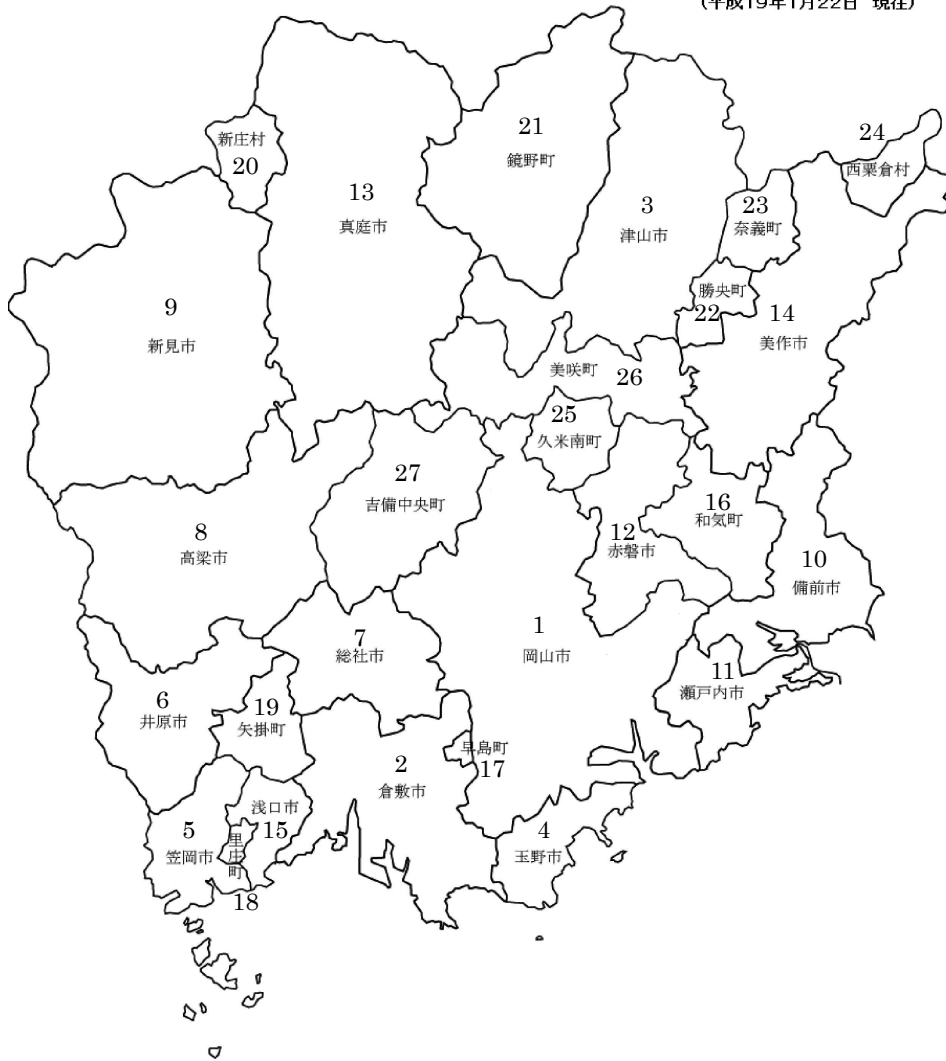 (平成19年1月22日 現在)
21
鏡野町
新庄村
20
24
西粟倉村
13
真庭市
3
津山市
23
奈義町
勝央町
22
14
美作市
9
新見市
美咲町
26
25
久米南町
27
吉備中央町
16
和気町
8
高梁市
12
赤磐市
10
備前市
1
岡山市
7
総社市
11
瀬戸内市
6
井原市
19
矢掛町
早島町
17
2
倉敷市
浅口市
15
5
笠岡市
里庄町
18
4
玉野市